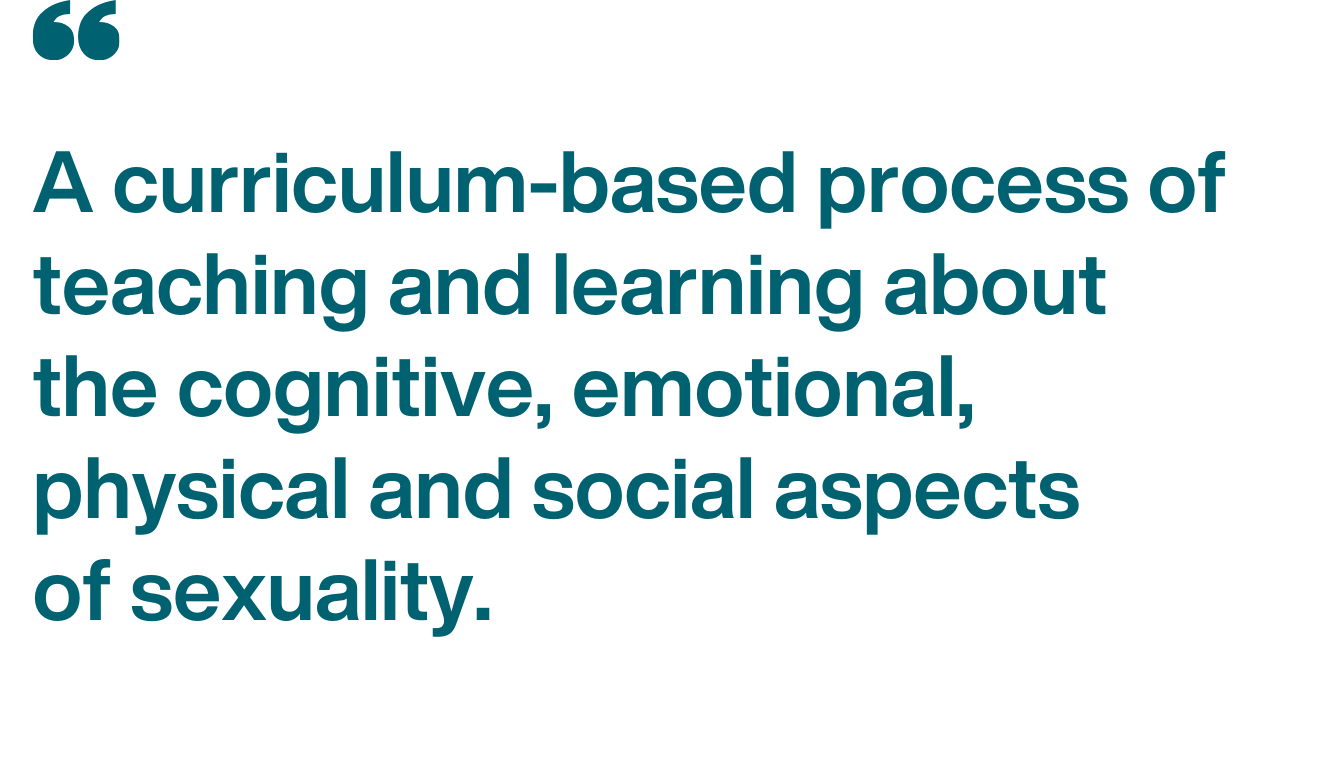 “
A curriculum-based process of
teaching and learning about
the cognitive, emotional,
physical and social aspects
of sexuality.